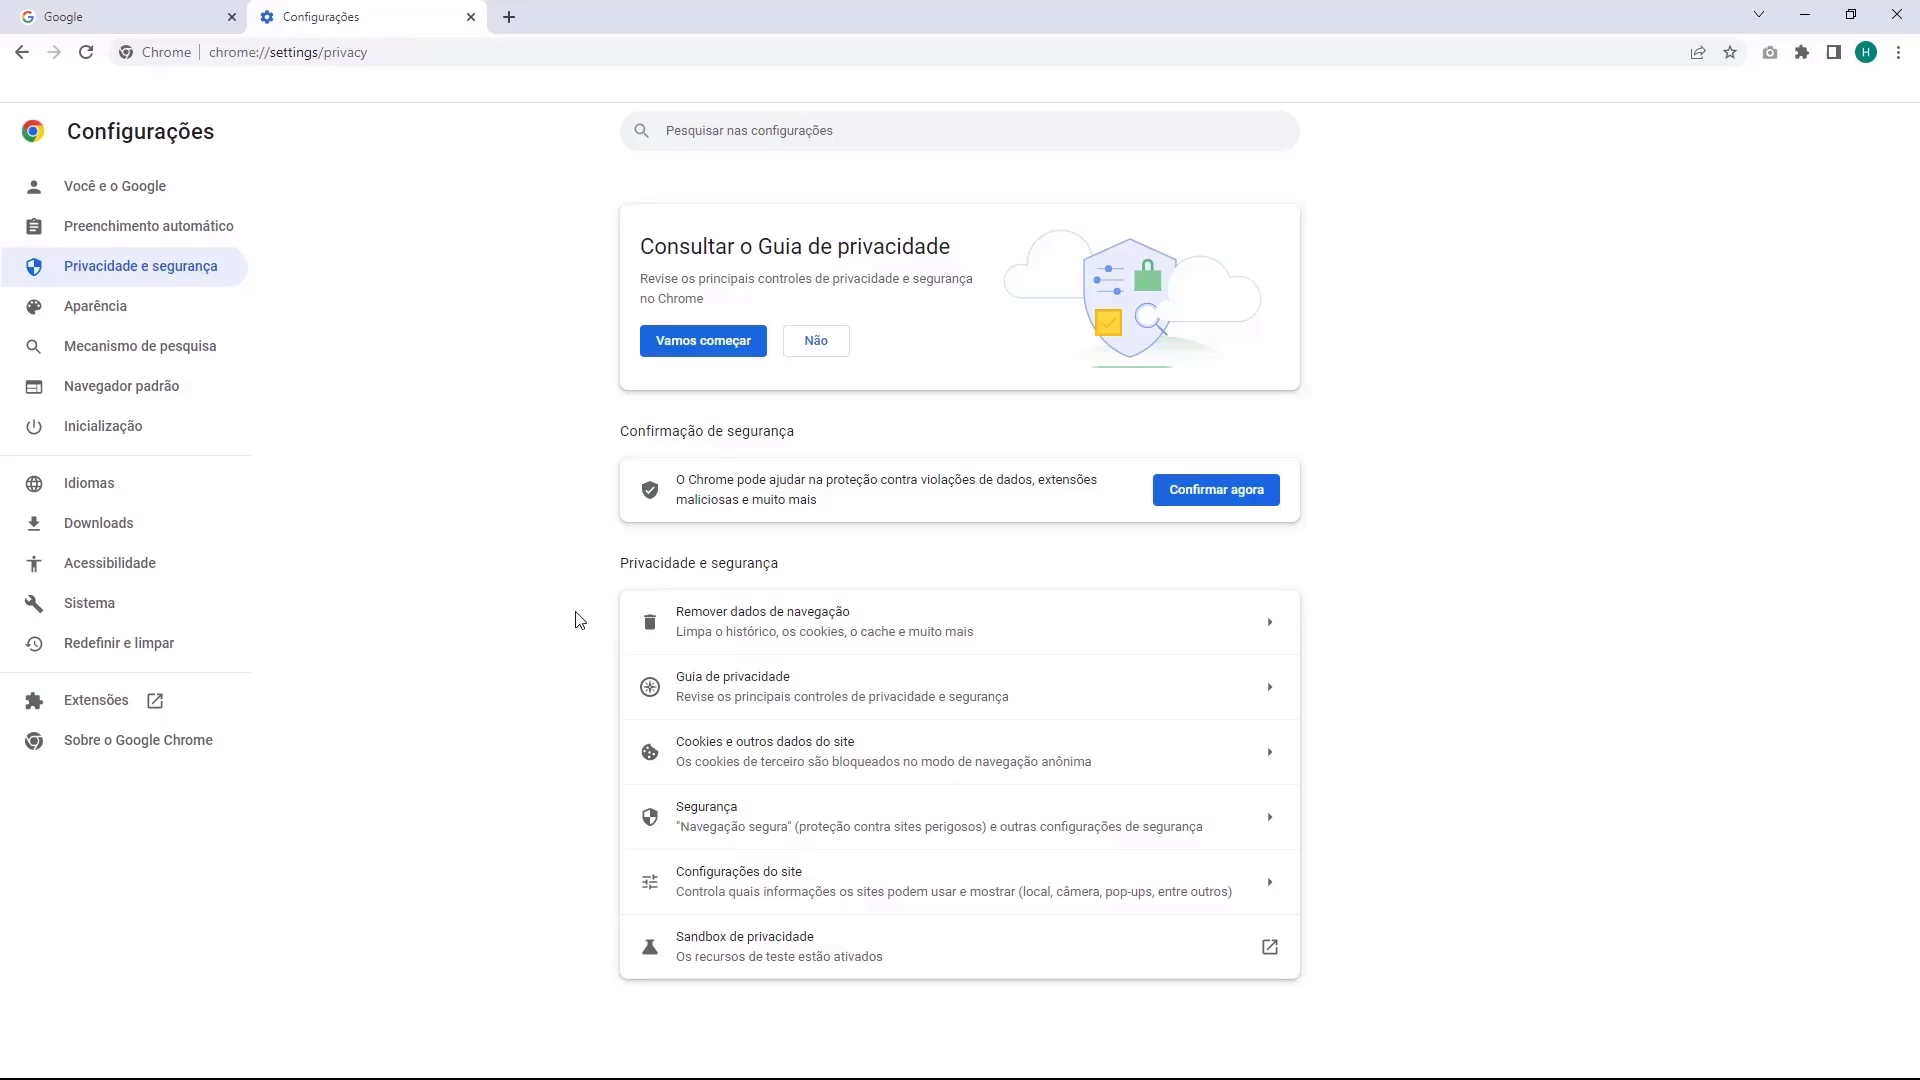 Google
Configurações
Chrome
chrome://settings/privacy
H
Configurações
Pesquisar nas configurações
Você e o Google
Preenchimento automático
Privacidade e segurança
Aparência
Mecanismo de pesquisa
Navegador padrão
Inicialização
Idiomas
Downloads
Acessibilidade
Sistema
Redefinir e limpar
Extensões
Sobre o Google Chrome
Consultar o Guia de privacidade
Revise os principais controles de privacidade e segurança
no Chrome
Vamos começar
Não
Confirmação de segurança
O Chrome pode ajudar na proteção contra violações de dados, extensões
maliciosas e muito mais
Confirmar agora
Privacidade e segurança
Remover dados de navegação
Limpa o histórico, os cookies, o cache e muito mais
Guia de privacidade
Revise os principais controles de privacidade e segurança
Cookies e outros dados do site
Os cookies de terceiro são bloqueados no modo de navegação anônima
Segurança
"Navegação segura" (proteção contra sites perigosos) e outras configurações de segurança
Configurações do site
Controla quais informações os sites podem usar e mostrar (local, câmera, pop-ups, entre outros)
Sandbox de privacidade
Os recursos de teste estão ativados